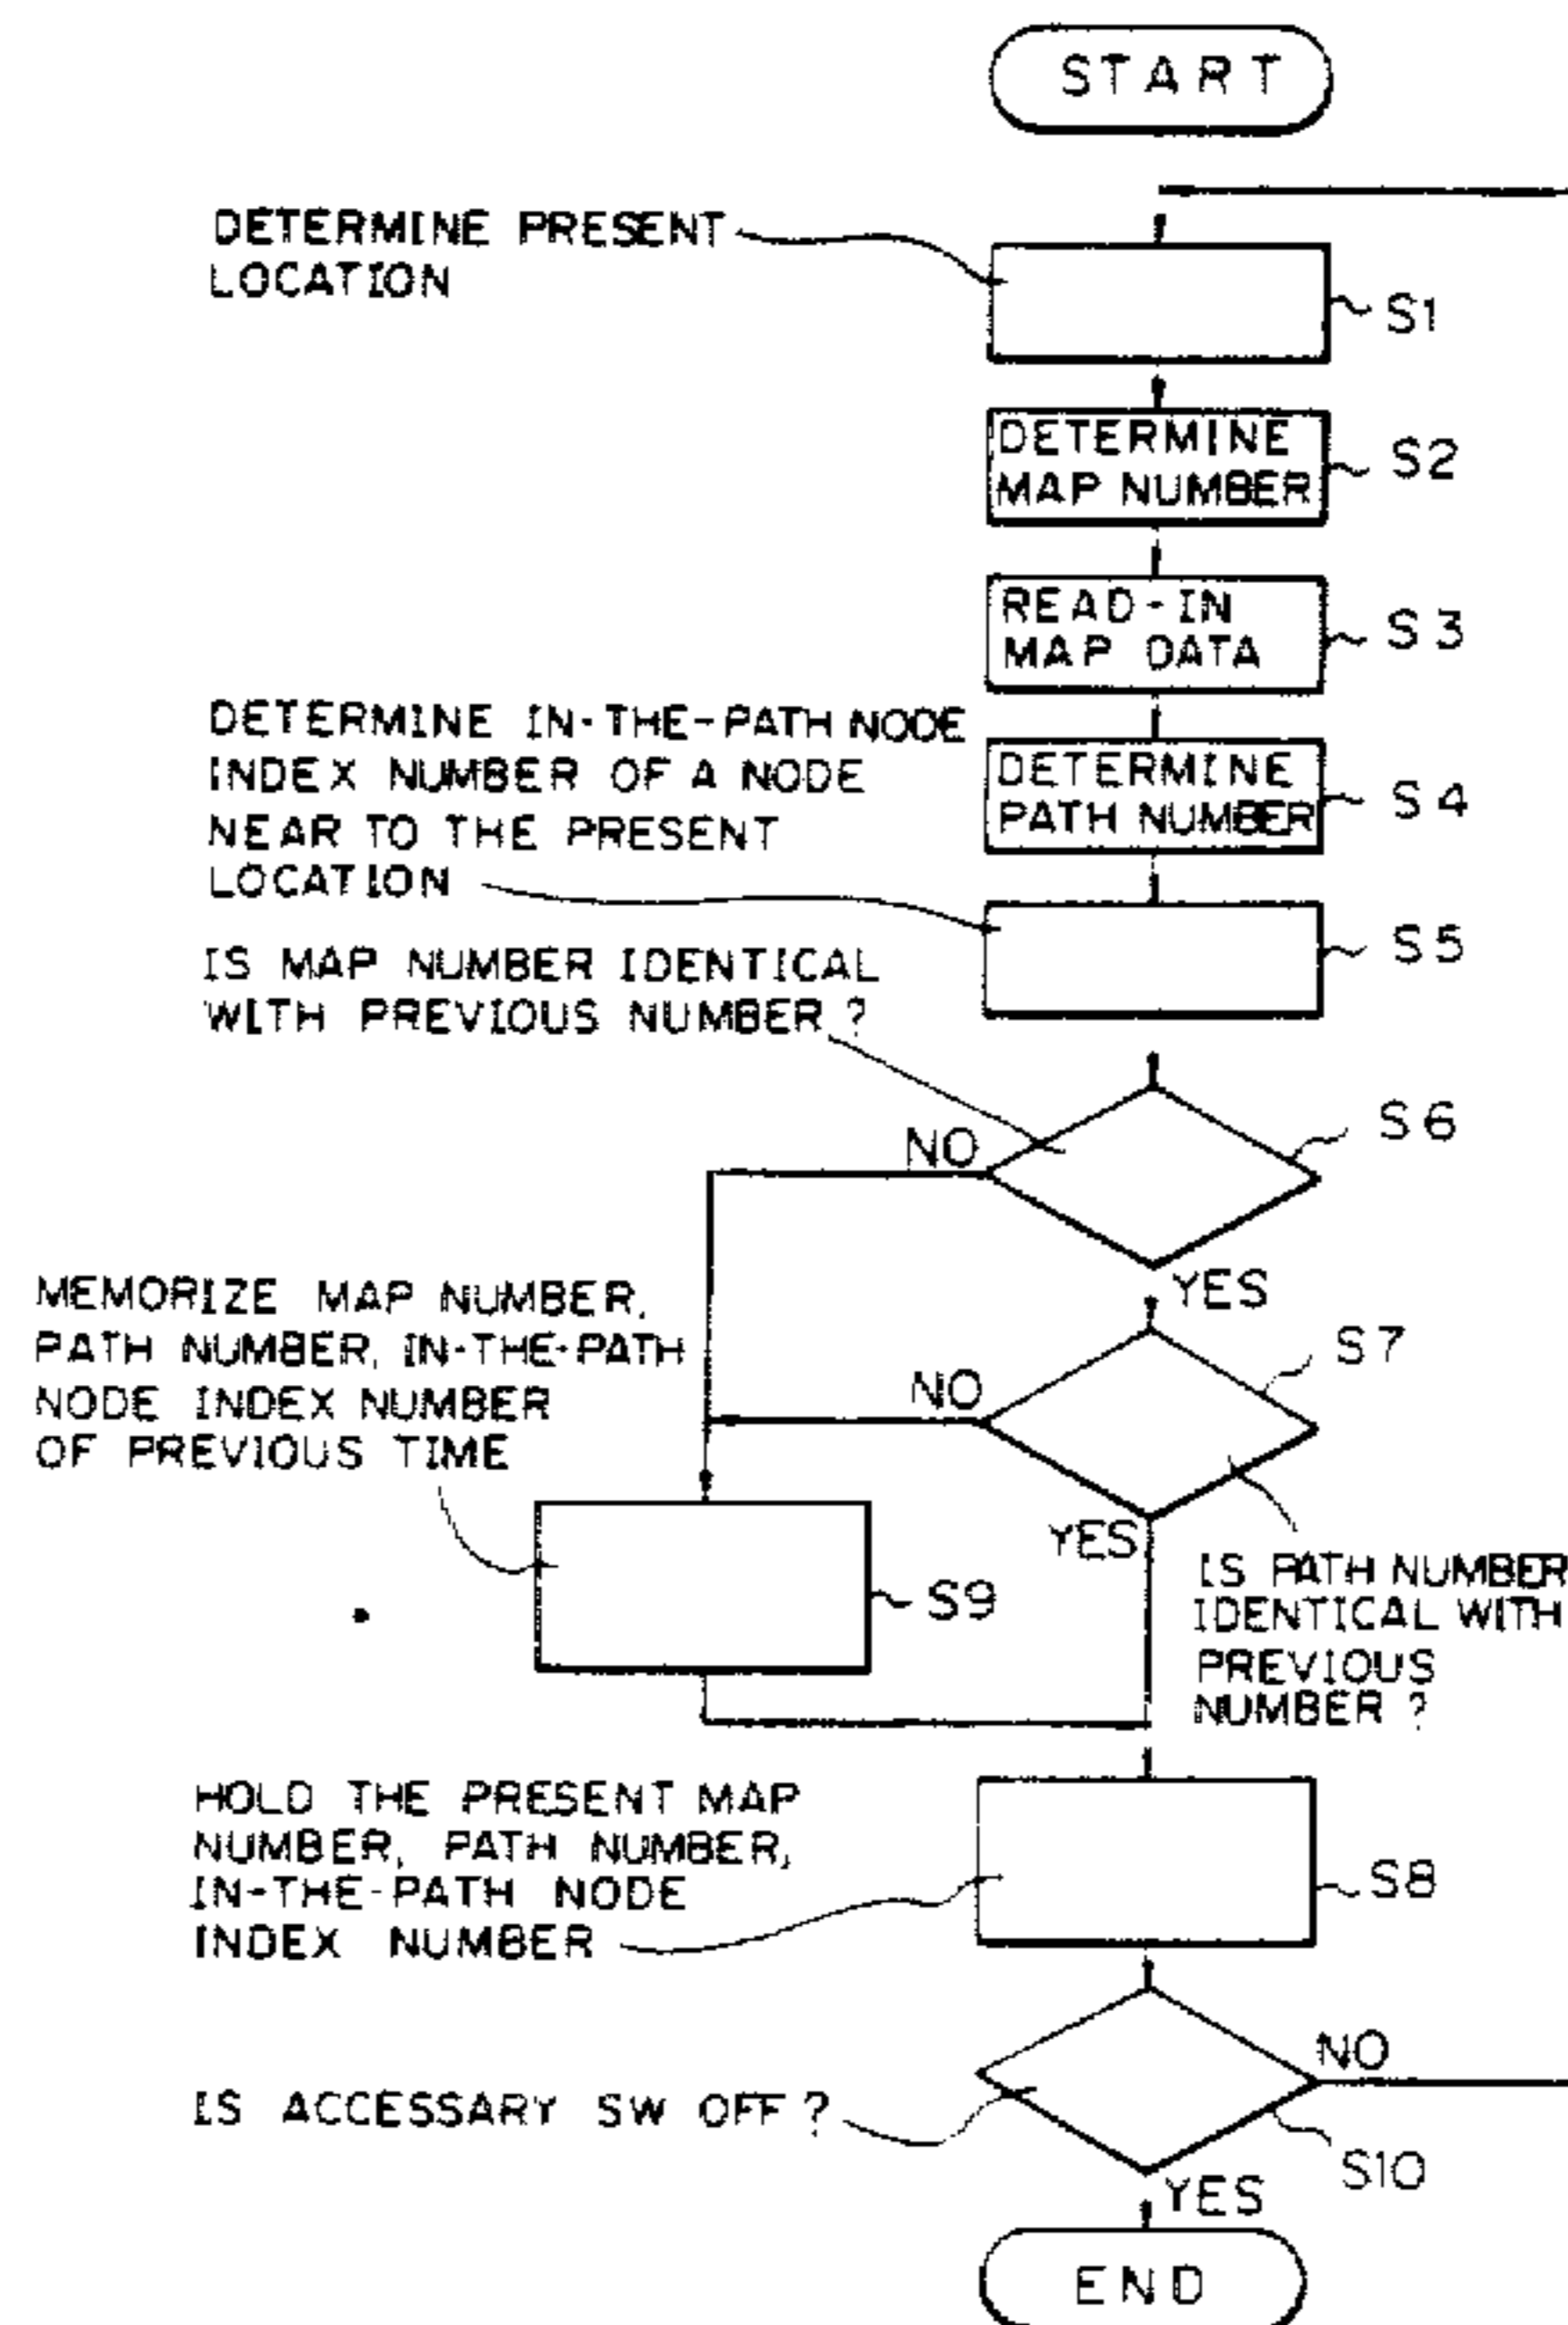 START
DETERMINE PRESENT
LOCATION
S1
DETERMINE
MAP NUMBER
S2
READ-IN
MAP DATA
S3
DETERMINE IN-THE-PATH NODE
INDEX NUMBER OF A NODE
NEAR TO THE PRESENT
LOCATION
DETERMINE
PATH NUMBER
S4
S5
IS MAP NUMBER IDENTICAL
WITH PREVIOUS NUMBER?
NO
S6
YES
MEMORIZE MAP NUMBER,
PATH NUMBER, IN-THE-PATH
NODE INDEX NUMBER
OF PREVIOUS TIME
NO
S7
YES
S9
IS PATH NUMBER
IDENTICAL WITH
PREVIOUS
NUMBER?
HOLD THE PRESENT MAP
NUMBER, PATH NUMBER,
IN-THE-PATH NODE
INDEX NUMBER
S8
NO
IS ACCESSARY SW OFF?
S10
YES
END